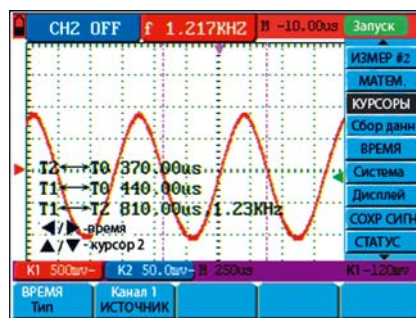 CH2 OFF f 1.217KHZ M -10.00us Запуск
ИЗМЕР #2
МАТЕМ.
КУРСОРЫ
Сбор данн
ВРЕМЯ
Система
Дисплей
СОХР СИГН
СТАТУС
T2←→T0 370.00us
T1←→T0 440.00us
T1←→T2 810.00us,1.23KHz
◀/▶ -время
▲/▼ -курсор 2
K1 500mv~ K2 50.0mv~ M 250us K1 -120mv
ВРЕМЯ Канал 1
Тип ИСТОЧНИК